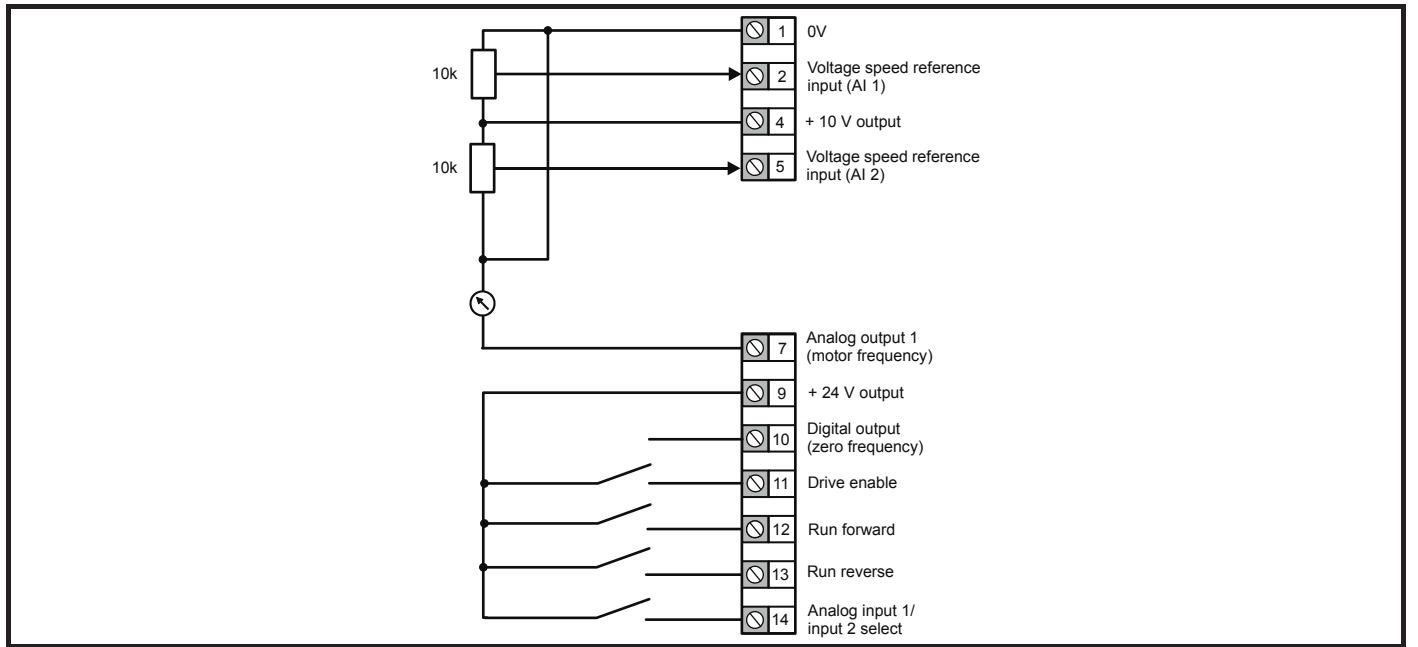 1 0V
10k
2 Voltage speed reference
input (AI 1)
4 + 10 V output
10k
5 Voltage speed reference
input (AI 2)
7 Analog output 1
(motor frequency)
9 + 24 V output
10 Digital output
(zero frequency)
11 Drive enable
12 Run forward
13 Run reverse
14 Analog input 1/
input 2 select